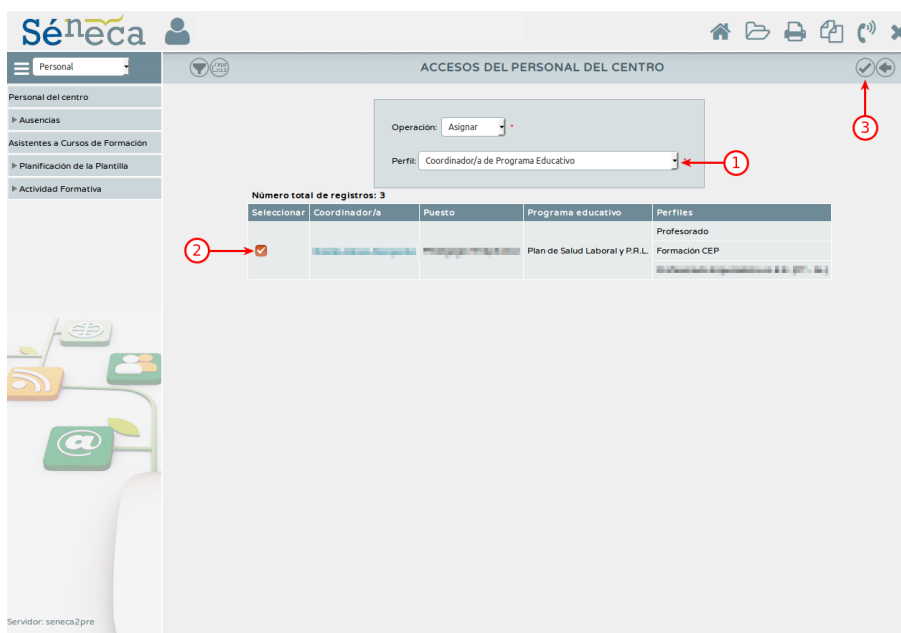 Séneca
Personal
ACCESOS DEL PERSONAL DEL CENTRO
Personal del centro
Ausencias
Asistentes a Cursos de Formación
Planificación de la Plantilla
Actividad Formativa
Operación: Asignar *
Perfil: Coordinador/a de Programa Educativo
1
3
Número total de registros: 3
Seleccionar Coordinador/a Puesto Programa educativo Perfiles
Profesorado
2
Plan de Salud Laboral y P.R.L. Formación CEP
@
Servidor: seneca2pre